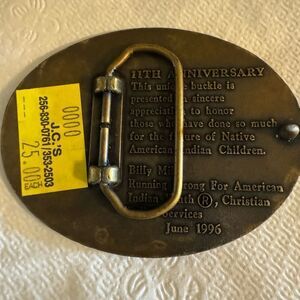 11TH ANNIVERSARY
This unique buckle is
presented in sincere
appreciation to honor
those who have done so much
for the future of Native
American Indian Children.
Billy
Running Strong For American
Indian Youth ®, Christian
Services
June 1996
0000
JC'S
256-830-0761/353-2503
25.00
EACH